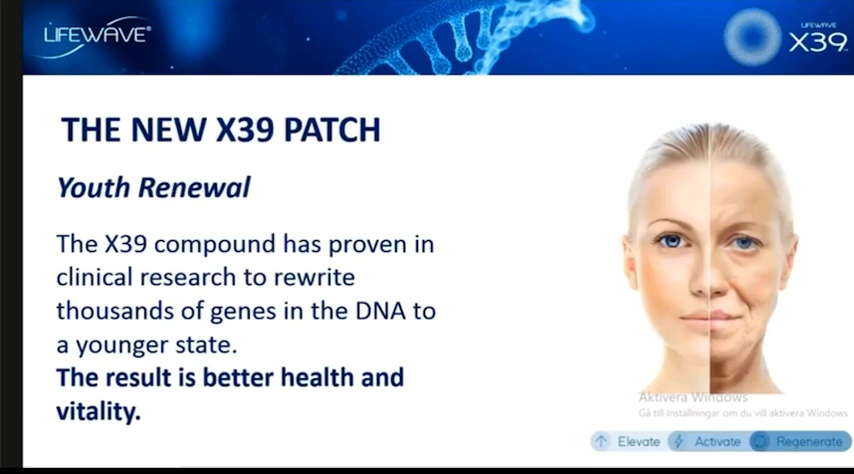 LIFEWAVE®
LIFEWAVE
X39™
THE NEW X39 PATCH
Youth Renewal
The X39 compound has proven in
clinical research to rewrite
thousands of genes in the DNA to
a younger state.
The result is better health and
vitality.
Aktivera Windows
Gå till Inställningar om du vill aktivera Windows
Elevate Activate Regenerate